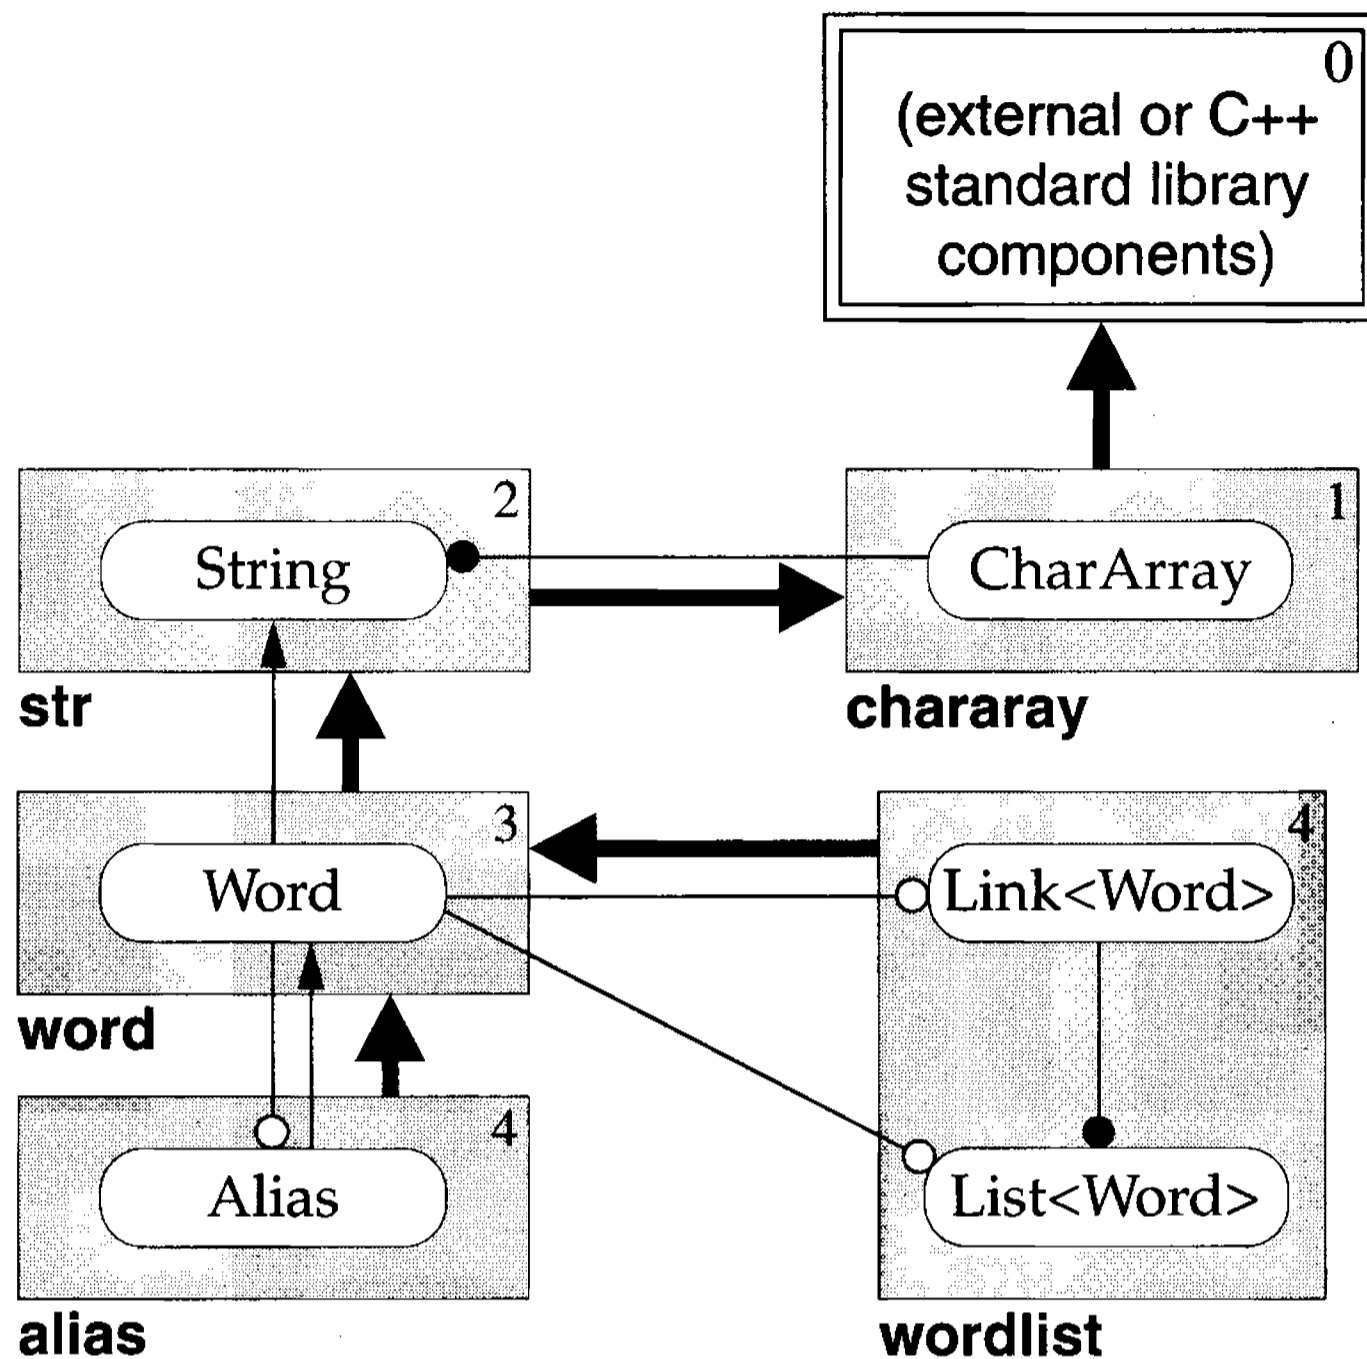 0
(external or C++
standard library
components)
2
String
1
CharArray
str
chararay
3
Word
4
Link<Word>
word
4
Alias
List<Word>
alias
wordlist